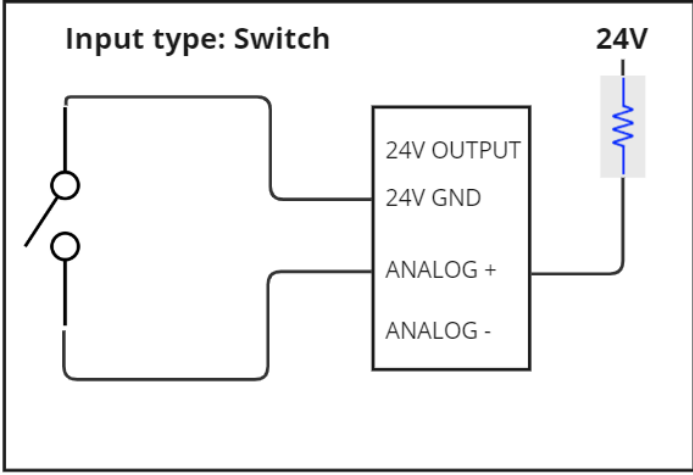 Input type: Switch
24V
24V OUTPUT
24V GND
ANALOG +
ANALOG -